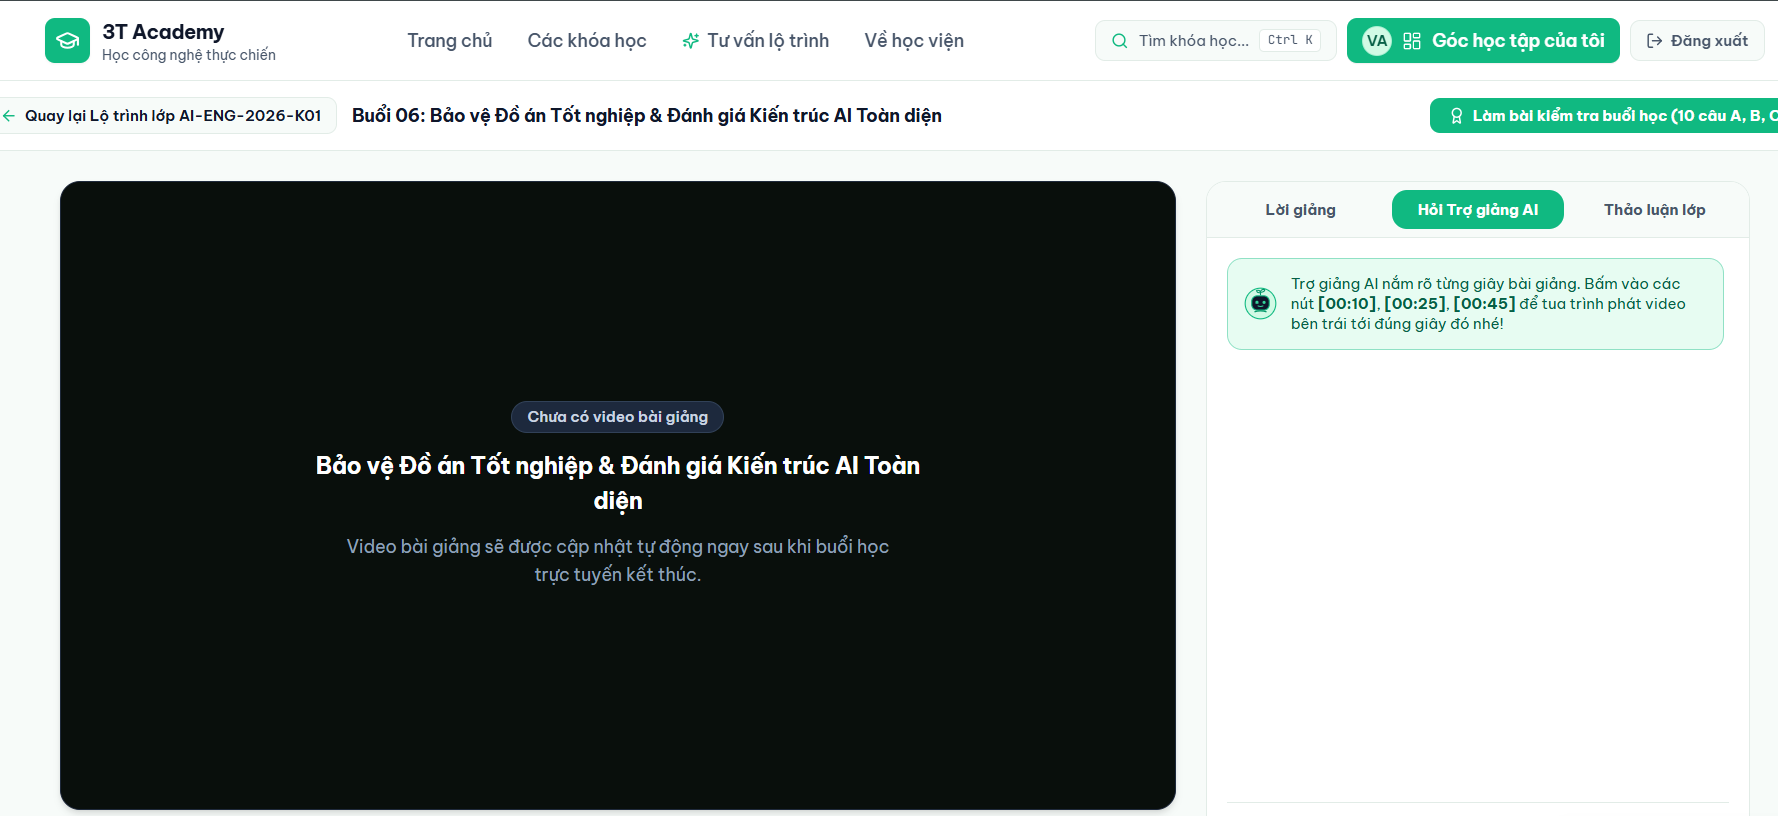 3T Academy
Học công nghệ thực chiến
Trang chủ
Các khóa học
Tư vấn lộ trình
Về học viện
Tìm khóa học...
Ctrl K
VA
Góc học tập của tôi
Đăng xuất
Quay lại Lộ trình lớp AI-ENG-2026-K01
Buổi 06: Bảo vệ Đồ án Tốt nghiệp & Đánh giá Kiến trúc AI Toàn diện
Làm bài kiểm tra buổi học (10 câu A, B, C
Chưa có video bài giảng
Bảo vệ Đồ án Tốt nghiệp & Đánh giá Kiến trúc AI Toàn
diện
Video bài giảng sẽ được cập nhật tự động ngay sau khi buổi học
trực tuyến kết thúc.
Lời giảng
Hỏi Trợ giảng AI
Thảo luận lớp
Trợ giảng AI nắm rõ từng giây bài giảng. Bấm vào các
nút [00:10], [00:25], [00:45] để tua trình phát video
bên trái tới đúng giây đó nhé!